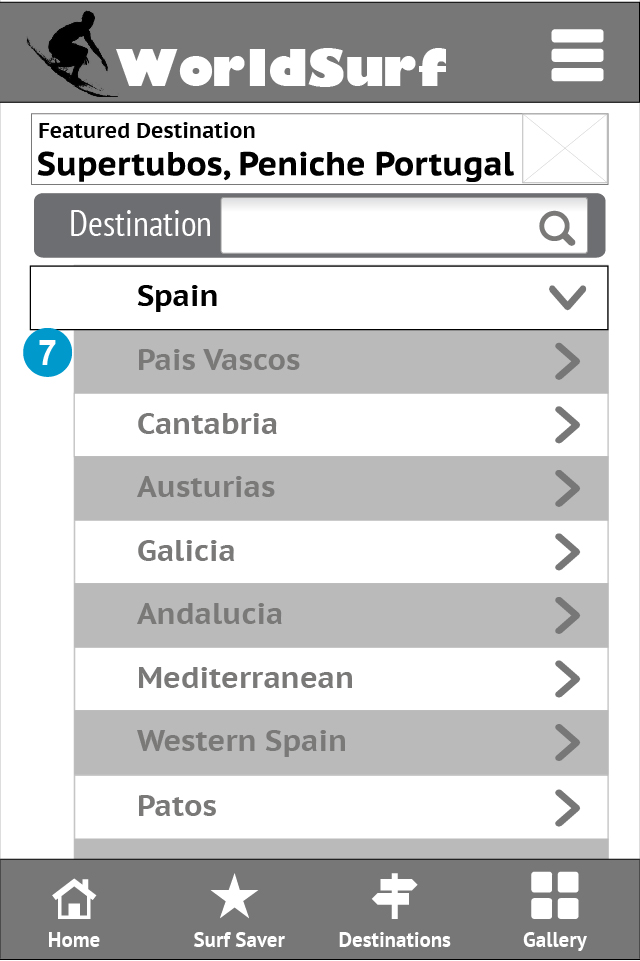 WorldSurf
Featured Destination
Supertubos, Peniche Portugal
Destination
Spain
7
Pais Vascos
Cantabria
Austurias
Galicia
Andalucia
Mediterranean
Western Spain
Patos
Home
Surf Saver
Destinations
Gallery